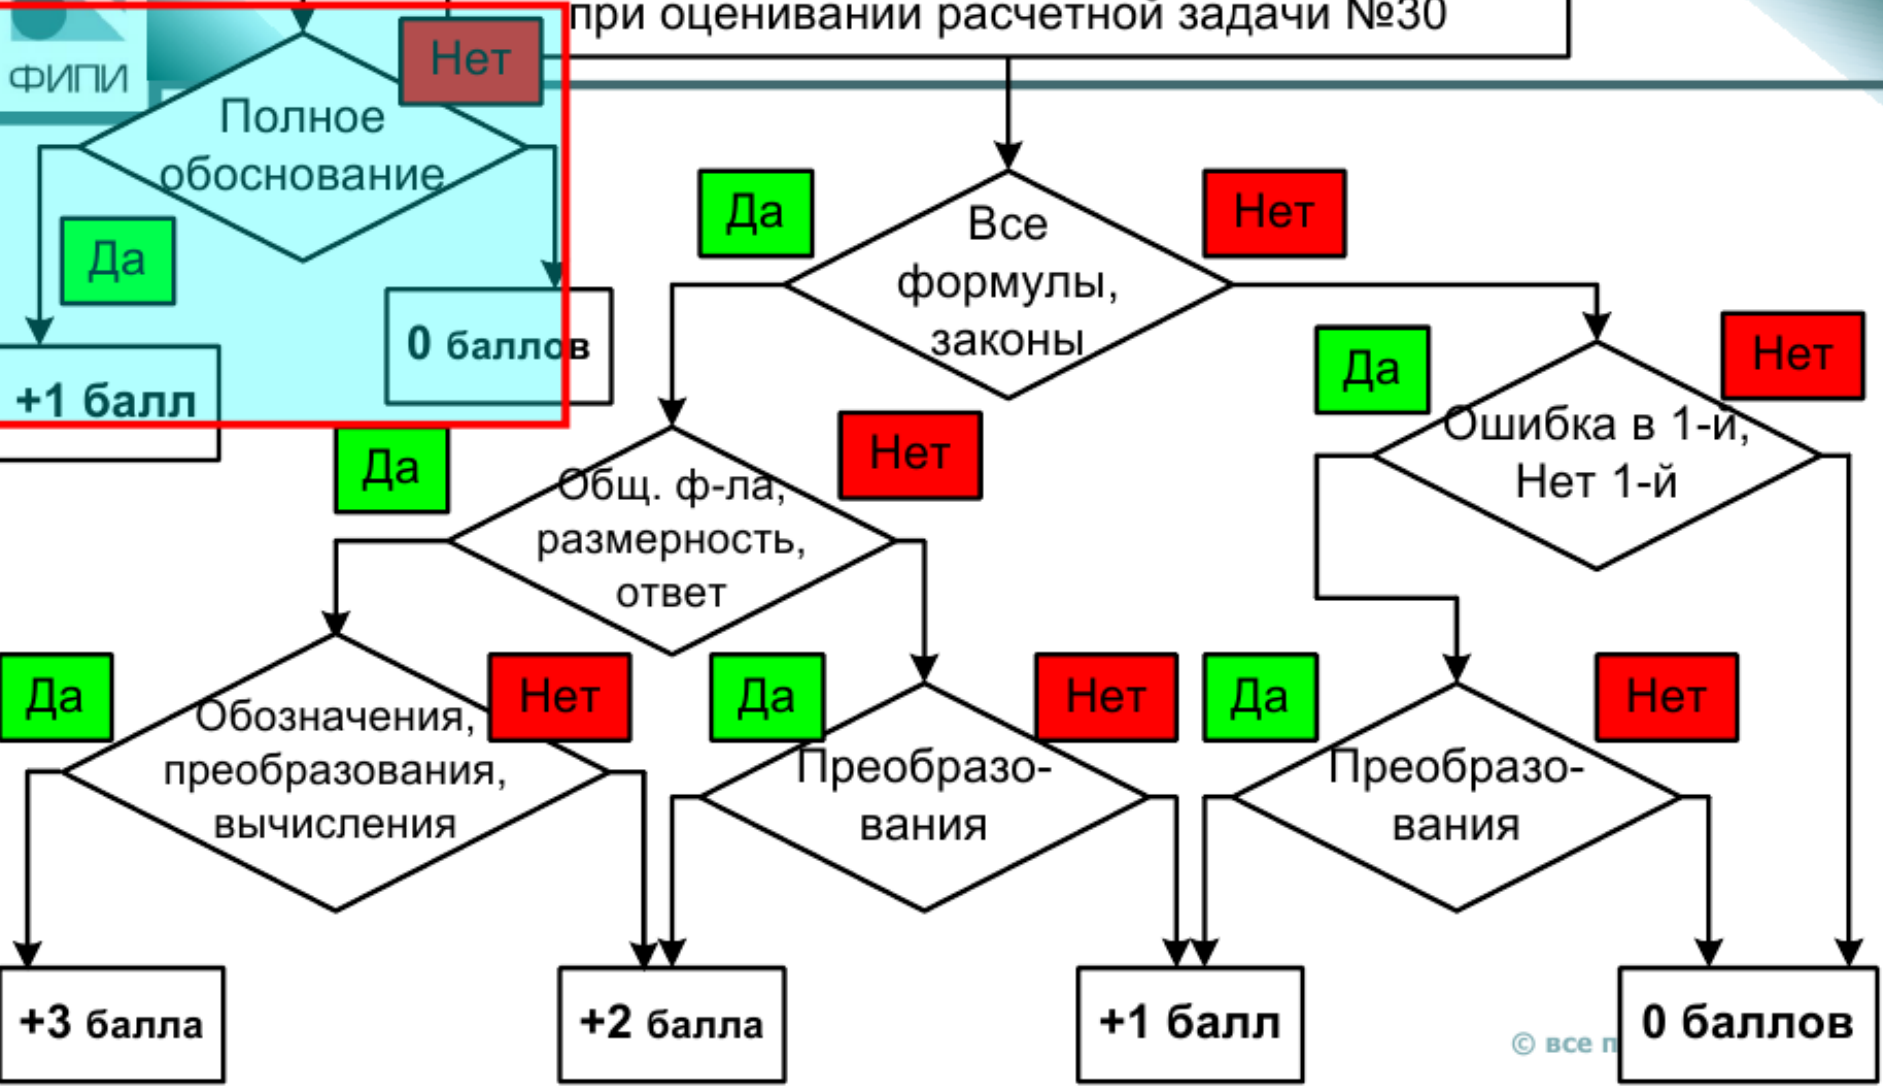 при оценивании расчетной задачи №30
ФИПИ
Нет
Полное
обоснование
Да
+1 балл
0 баллов
Да
Все
формулы,
законы
Нет
Да
Ошибка в 1-й,
Нет 1-й
Нет
Да
Общ. ф-ла,
размерность,
ответ
Нет
Да
Обозначения,
преобразования,
вычисления
Нет
Да
Преобразо-
вания
Нет
Да
Преобразо-
вания
Нет
+3 балла
+2 балла
+1 балл
© все п
0 баллов